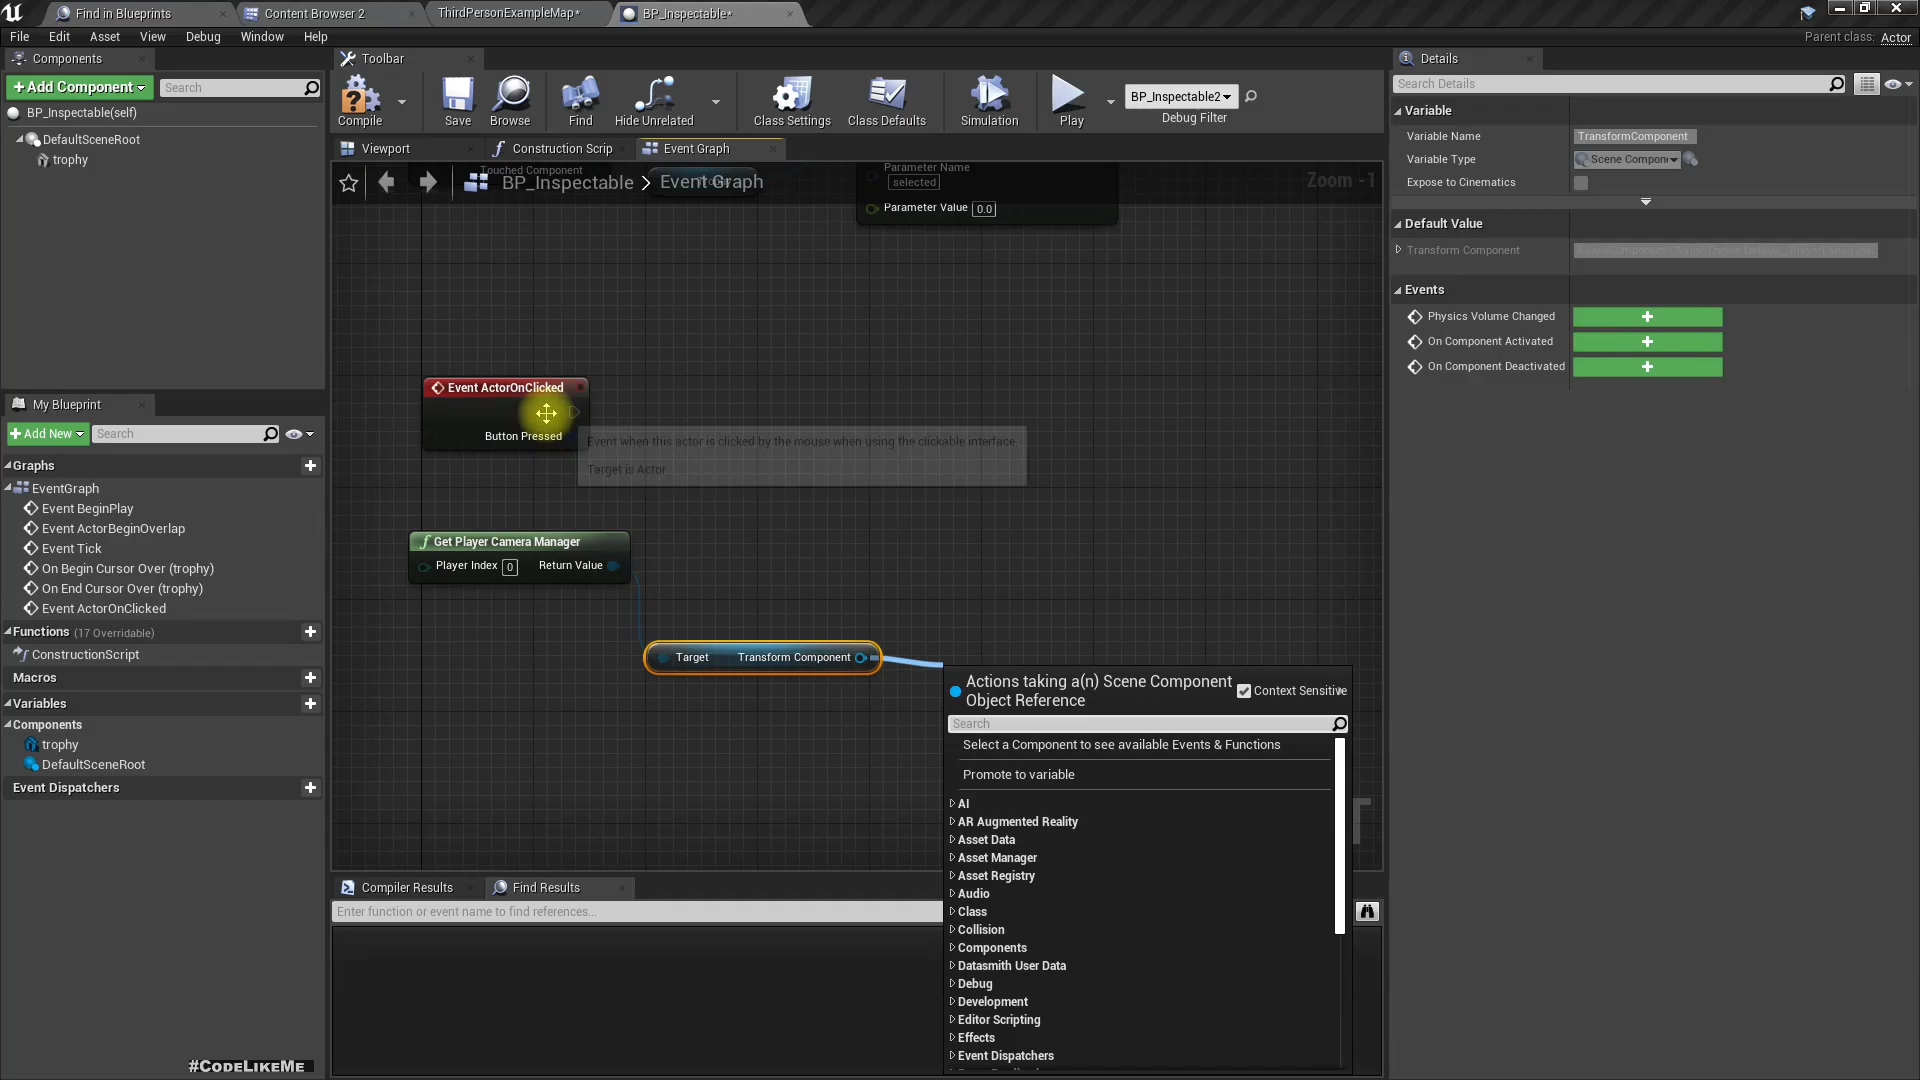 Find in Blueprints
Content Browser 2
ThirdPersonExampleMap*
BP_Inspectable*
File
Edit
Asset
View
Debug
Window
Help
Parent class:
Actor
Components
+ Add Component
Search
BP_Inspectable(self)
DefaultSceneRoot
trophy
Toolbar
Compile
Save
Browse
Find
Hide Unrelated
Class Settings
Class Defaults
Simulation
Play
BP_Inspectable2
Debug Filter
Viewport
Construction Scrip
Event Graph
Touched Component
BP_Inspectable > Event Graph
Zoom -1
Parameter Name
selected
Parameter Value 0.0
Event ActorOnClicked
Button Pressed
Event when this actor is clicked by the mouse when using the clickable interface
Target is Actor
Get Player Camera Manager
Player Index 0
Return Value
Target
Transform Component
Actions taking a(n) Scene Component
Object Reference
Context Sensitive
Search
Select a Component to see available Events & Functions
Promote to variable
AI
AR Augmented Reality
Asset Data
Asset Manager
Asset Registry
Audio
Class
Collision
Components
Datasmith User Data
Debug
Development
Editor Scripting
Effects
Event Dispatchers
My Blueprint
+ Add New
Search
Graphs
EventGraph
Event BeginPlay
Event ActorBeginOverlap
Event Tick
On Begin Cursor Over (trophy)
On End Cursor Over (trophy)
Event ActorOnClicked
Functions (17 Overridable)
ConstructionScript
Macros
Variables
Components
trophy
DefaultSceneRoot
Event Dispatchers
#CodeLikeMe
Compiler Results
Find Results
Enter function or event name to find references...
Details
Search Details
Variable
Variable Name
TransformComponent
Variable Type
Scene Compon
Expose to Cinematics
Default Value
Transform Component
Events
Physics Volume Changed
On Component Activated
On Component Deactivated